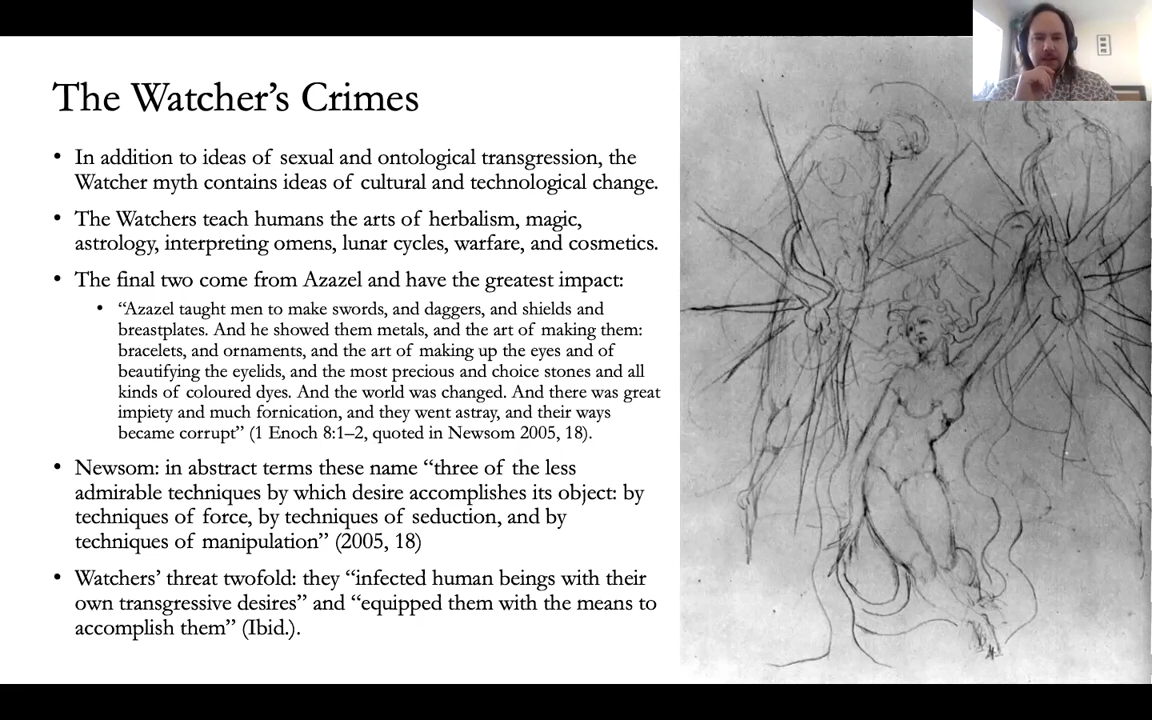 The Watcher’s Crimes
• In addition to ideas of sexual and ontological transgression, the
Watcher myth contains ideas of cultural and technological change.
• The Watchers teach humans the arts of herbalism, magic,
astrology, interpreting omens, lunar cycles, warfare, and cosmetics.
• The final two come from Azazel and have the greatest impact:
• “Azazel taught men to make swords, and daggers, and shields and
breastplates. And he showed them metals, and the art of making them:
bracelets, and ornaments, and the art of making up the eyes and of
beautifying the eyelids, and the most precious and choice stones and all
kinds of coloured dyes. And the world was changed. And there was great
impiety and much fornication, and they went astray, and their ways
became corrupt” (1 Enoch 8:1–2, quoted in Newsom 2005, 18).
• Newsom: in abstract terms these name “three of the less
admirable techniques by which desire accomplishes its object: by
techniques of force, by techniques of seduction, and by
techniques of manipulation” (2005, 18)
• Watchers’ threat twofold: they “infected human beings with their
own transgressive desires” and “equipped them with the means to
accomplish them” (Ibid.).